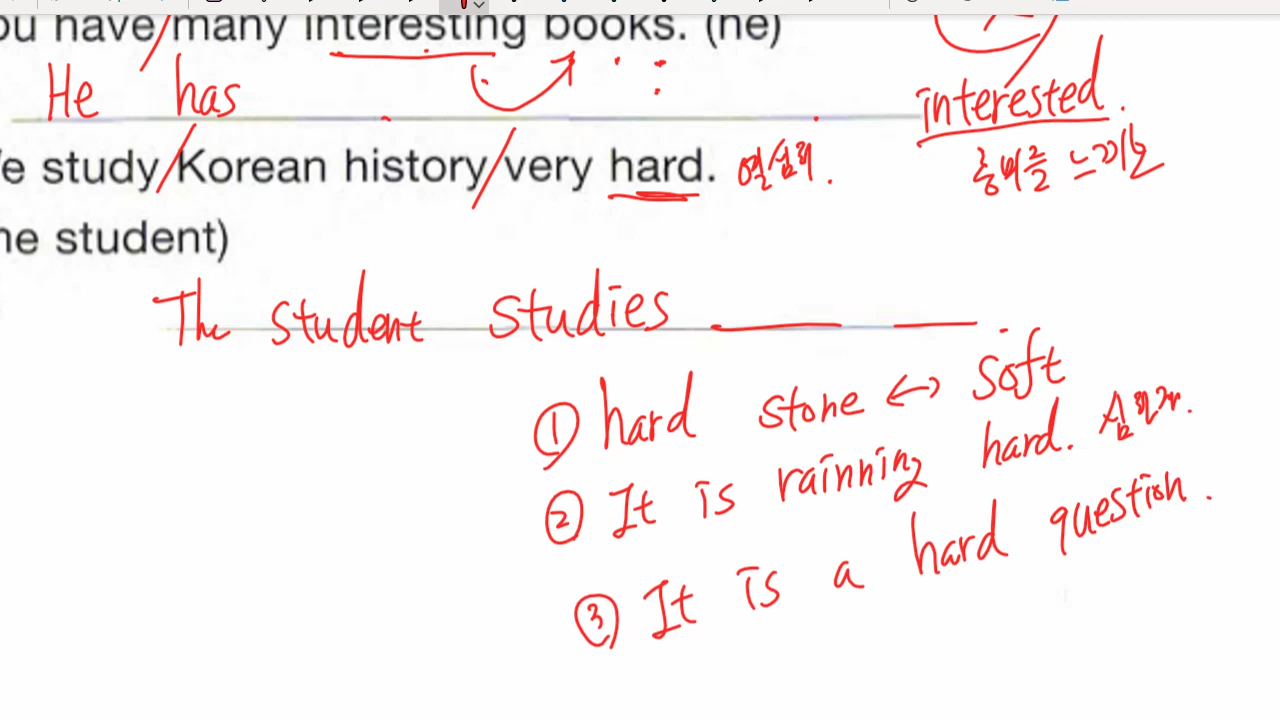 ou have/many interesting books. (he)
He has
interested.
흥미를 느끼는
e study/Korean history/very hard. 열심히.
he student)
The student studies
① hard stone ↔ soft
② It is rainning hard. 심하게.
③ It is a hard question.